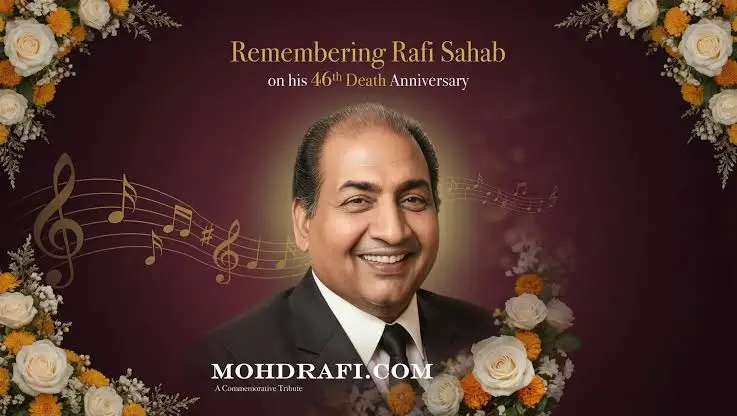 Remembering Rafi Sahab
on his 46th Death Anniversary
MOHDRAFI.COM
A Commemorative Tribute